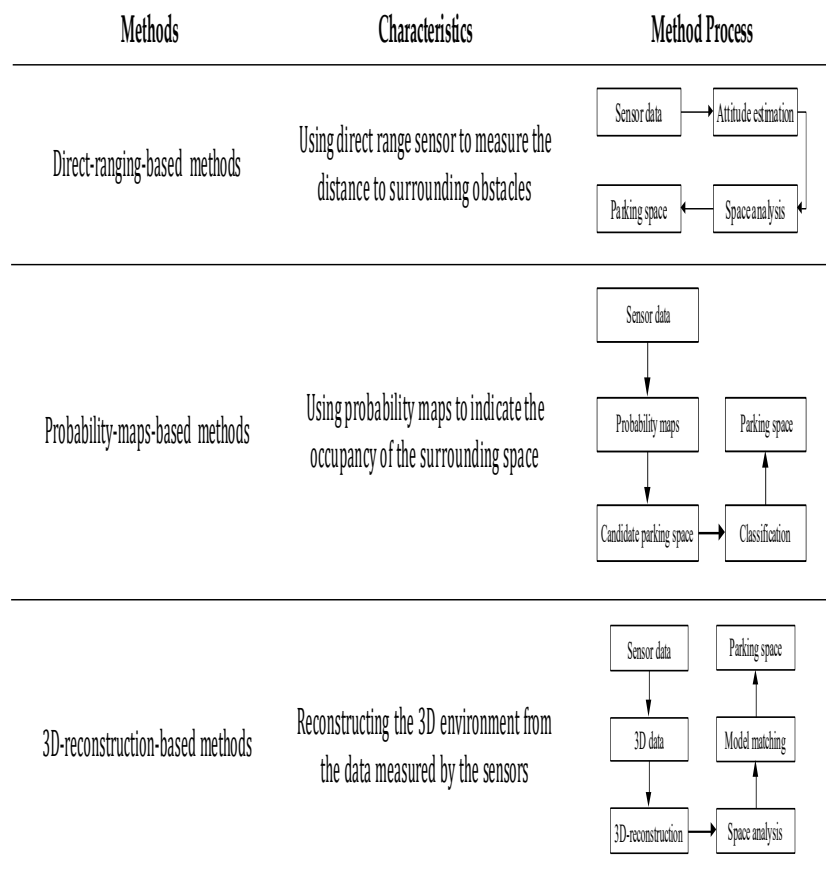 Methods
Characteristics
Method Process
Direct-ranging-based methods
Using direct range sensor to measure the
distance to surrounding obstacles
Sensor data
Attitude estimation
Parking space
Space analysis
Probability-maps-based methods
Using probability maps to indicate the
occupancy of the surrounding space
Sensor data
Probability maps
Parking space
Candidate parking space
Classification
3D-reconstruction-based methods
Reconstructing the 3D environment from
the data measured by the sensors
Sensor data
Parking space
3D data
Model matching
3D-reconstruction
Space analysis